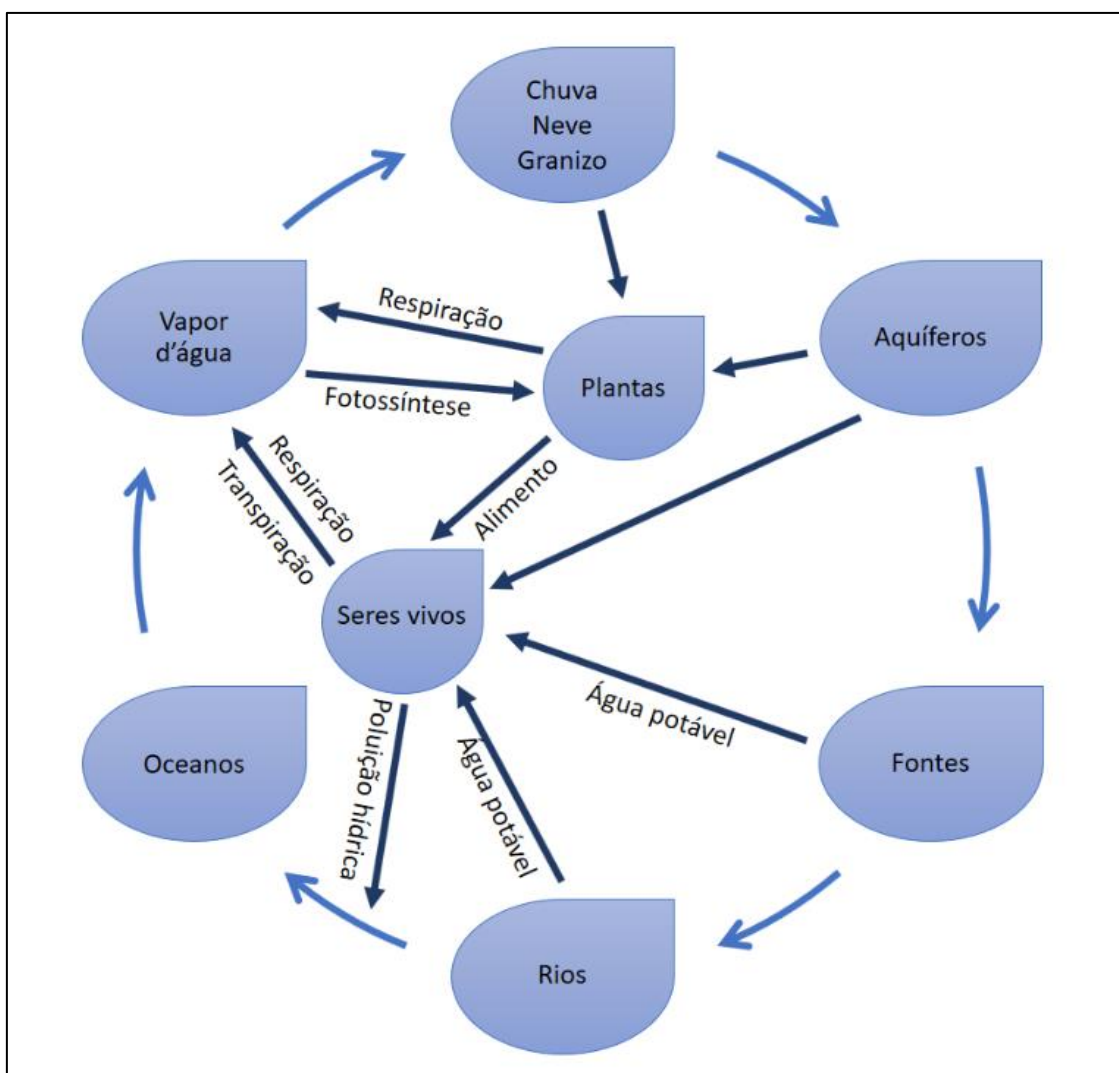 Chuva
Neve
Granizo
Vapor
d'água
Respiração
Fotossíntese
Plantas
Aquíferos
Respiração
Transpiração
Alimento
Seres vivos
Água potável
Oceanos
Poluição hídrica
Água potável
Fontes
Rios